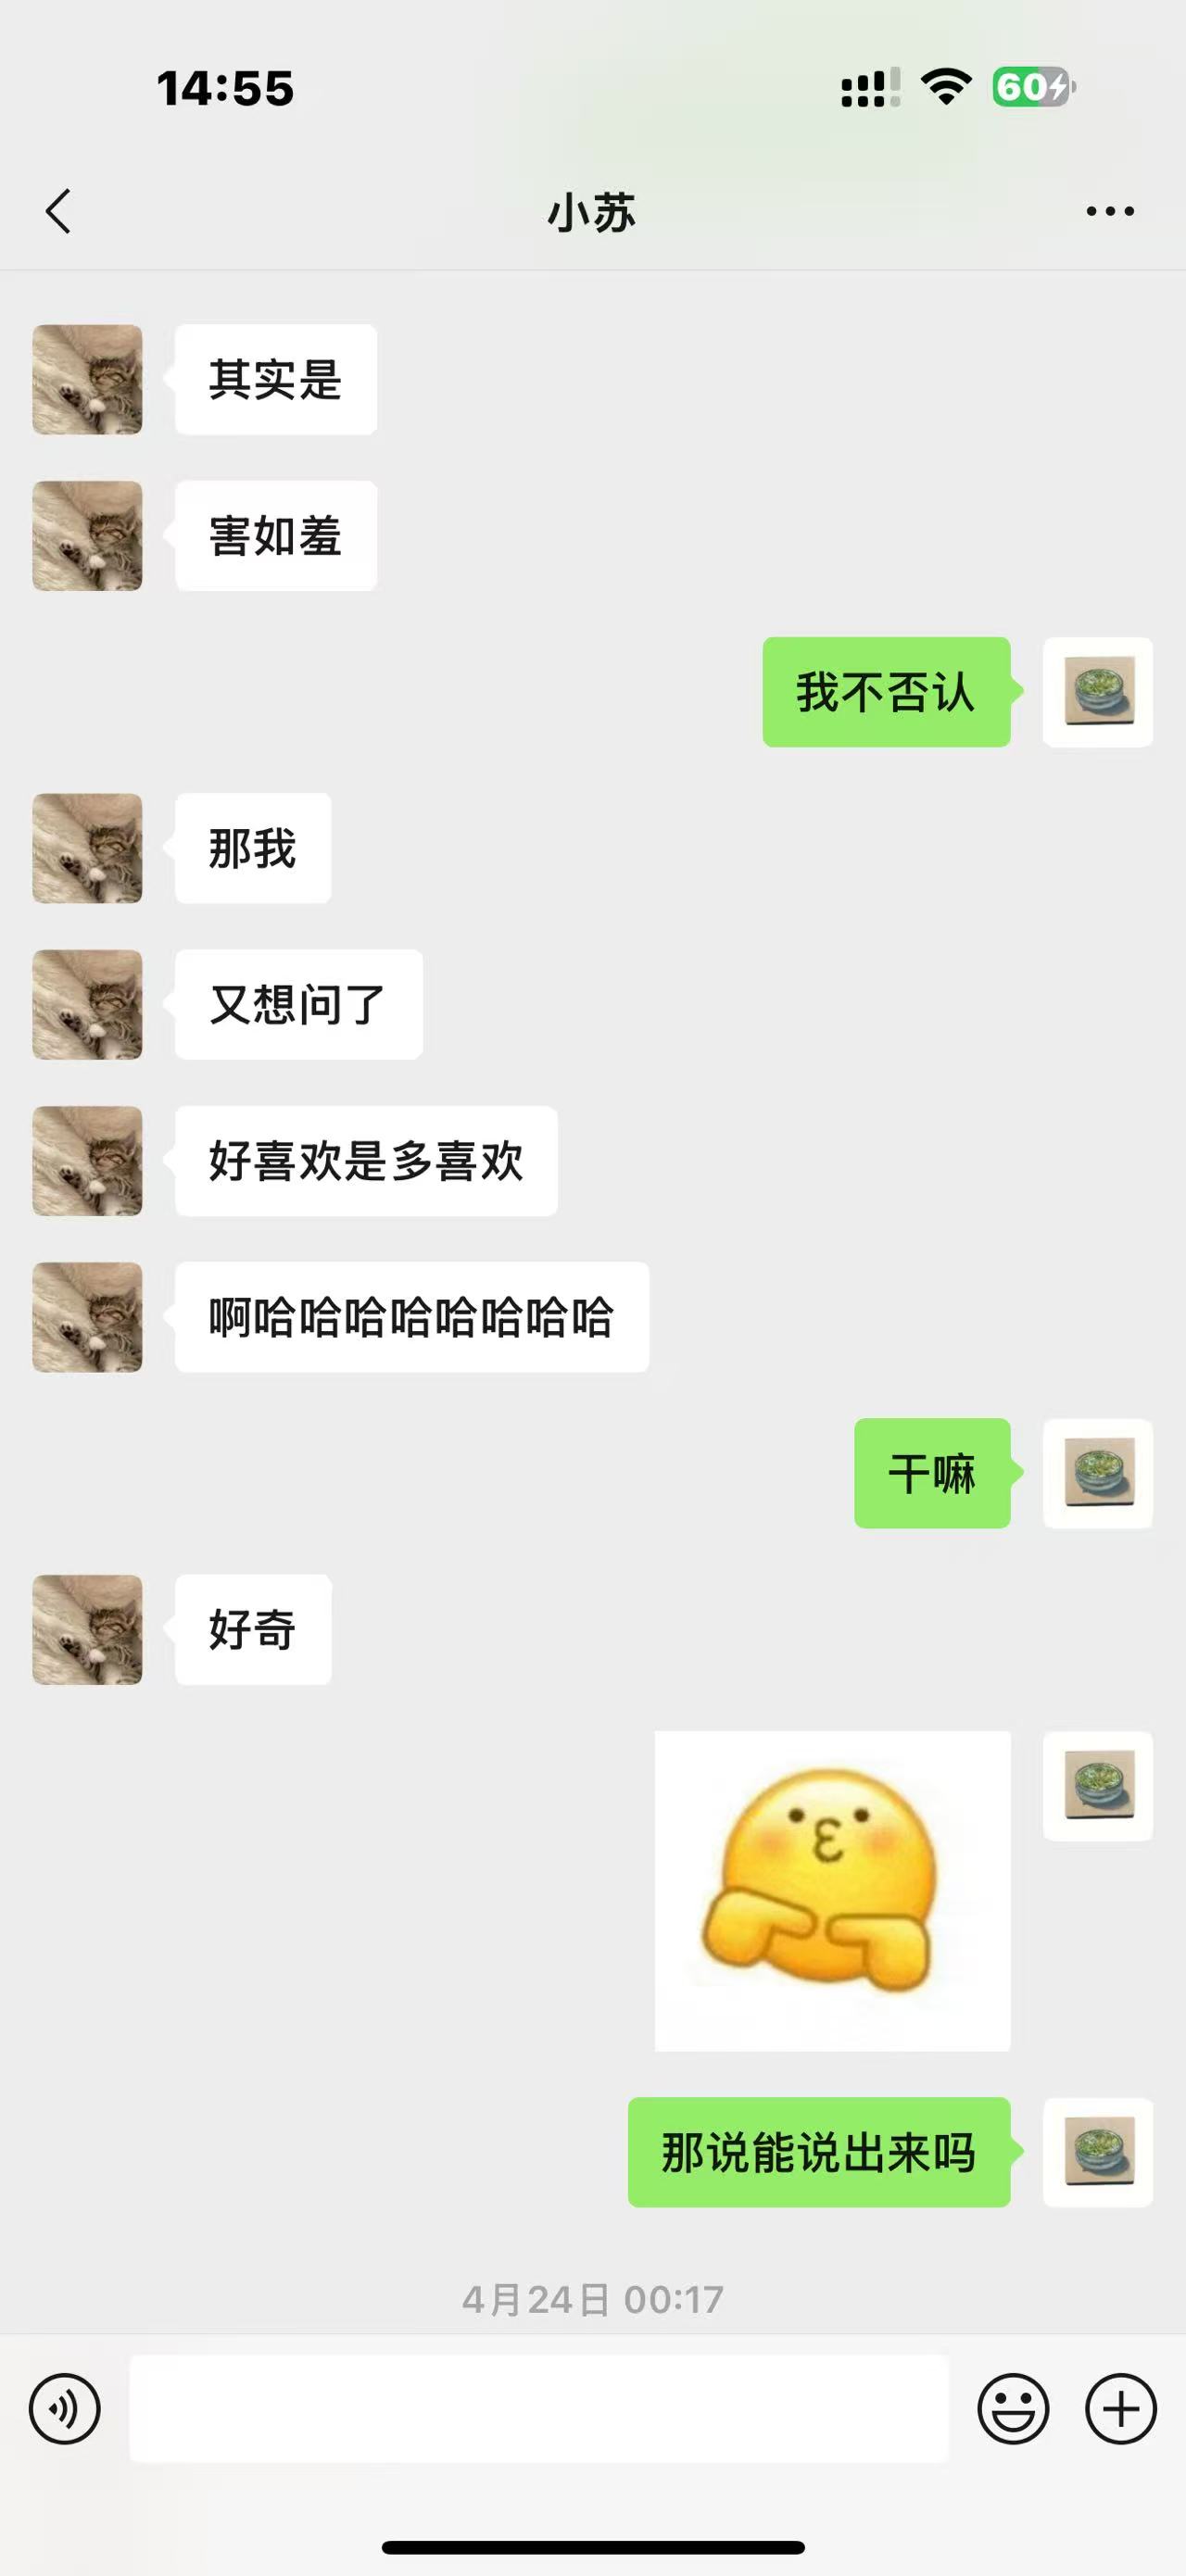 14:55
60
小苏
其实是
害如羞
我不否认
那我
又想问了
好喜欢是多喜欢
啊哈哈哈哈哈哈哈哈
干嘛
好奇
那说能说出来吗
4月24日 00:17